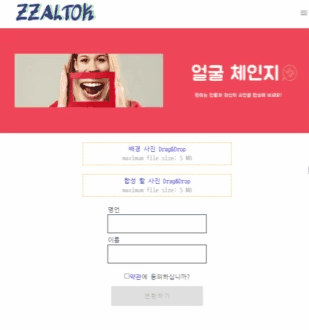 ZZALTOK
얼굴 체인지
원하는 인물과 당신의 사진을 합성해 보세요!
배경 사진 Drag&Drop
maximum file size: 5 MB
합성 할 사진 Drag&Drop
maximum file size: 5 MB
명언
이름
약관에 동의하십니까?
변환하기